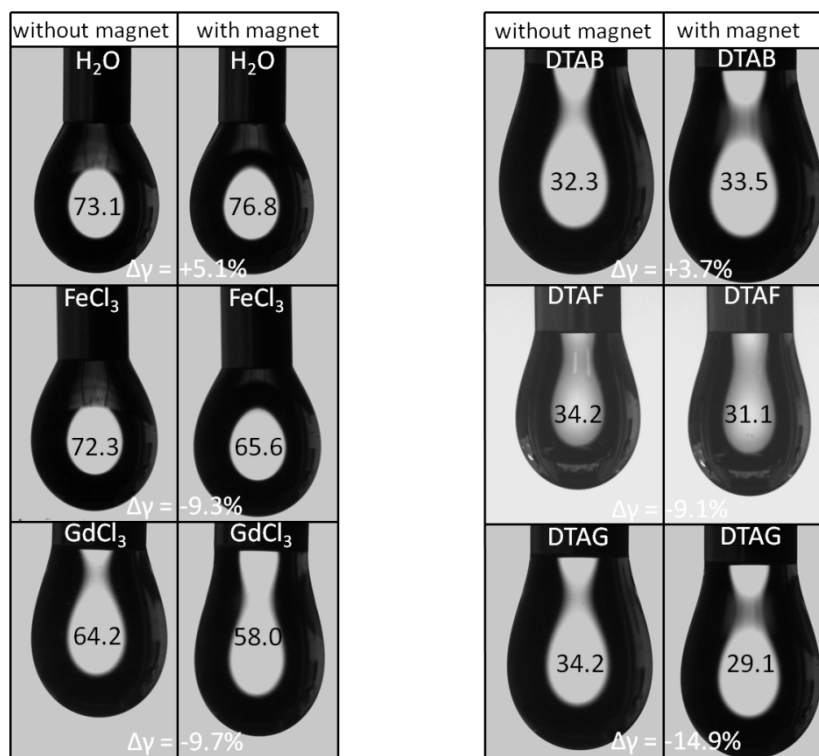 without magnet with magnet
H₂O H₂O
73.1 76.8
Δγ = +5.1%
FeCl₃ FeCl₃
72.3 65.6
Δγ = -9.3%
GdCl₃ GdCl₃
64.2 58.0
Δγ = -9.7%
without magnet with magnet
DTAB DTAB
32.3 33.5
Δγ = +3.7%
DTAF DTAF
34.2 31.1
Δγ = -9.1%
DTAG DTAG
34.2 29.1
Δγ = -14.9%